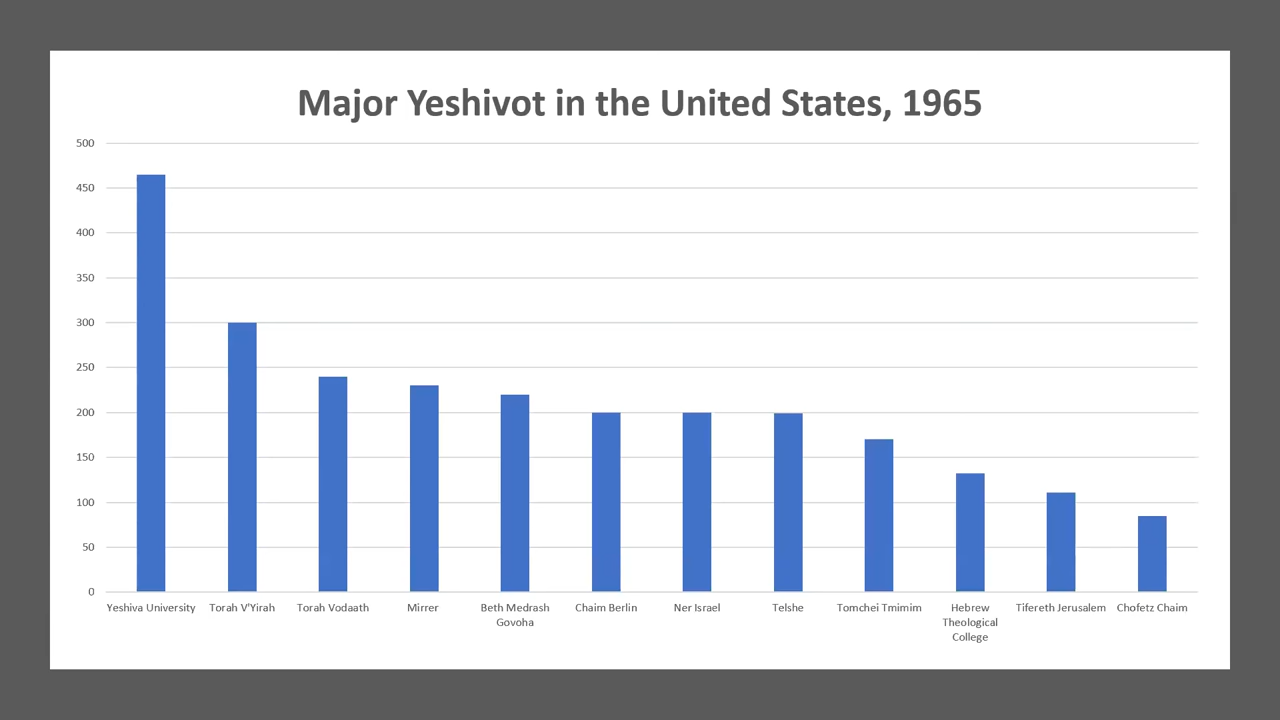 Major Yeshivot in the United States, 1965
500
450
400
350
300
250
200
150
100
50
0
Yeshiva University
Torah V'Yirah
Torah Vodaath
Mirrer
Beth Medrash
Govoha
Chaim Berlin
Ner Israel
Telshe
Tomchei Tmimim
Hebrew
Theological
College
Tifereth Jerusalem
Chofetz Chaim